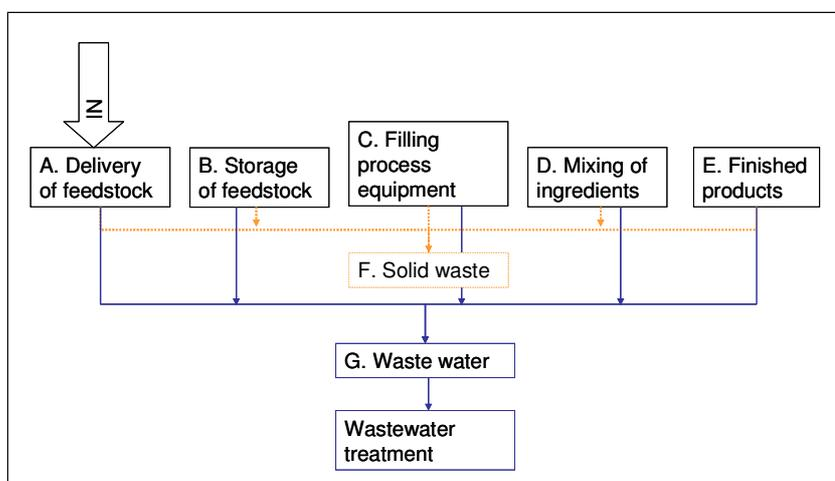 IN
A. Delivery
of feedstock
B. Storage
of feedstock
C. Filling
process
equipment
D. Mixing of
ingredients
E. Finished
products
F. Solid waste
G. Waste water
Wastewater
treatment